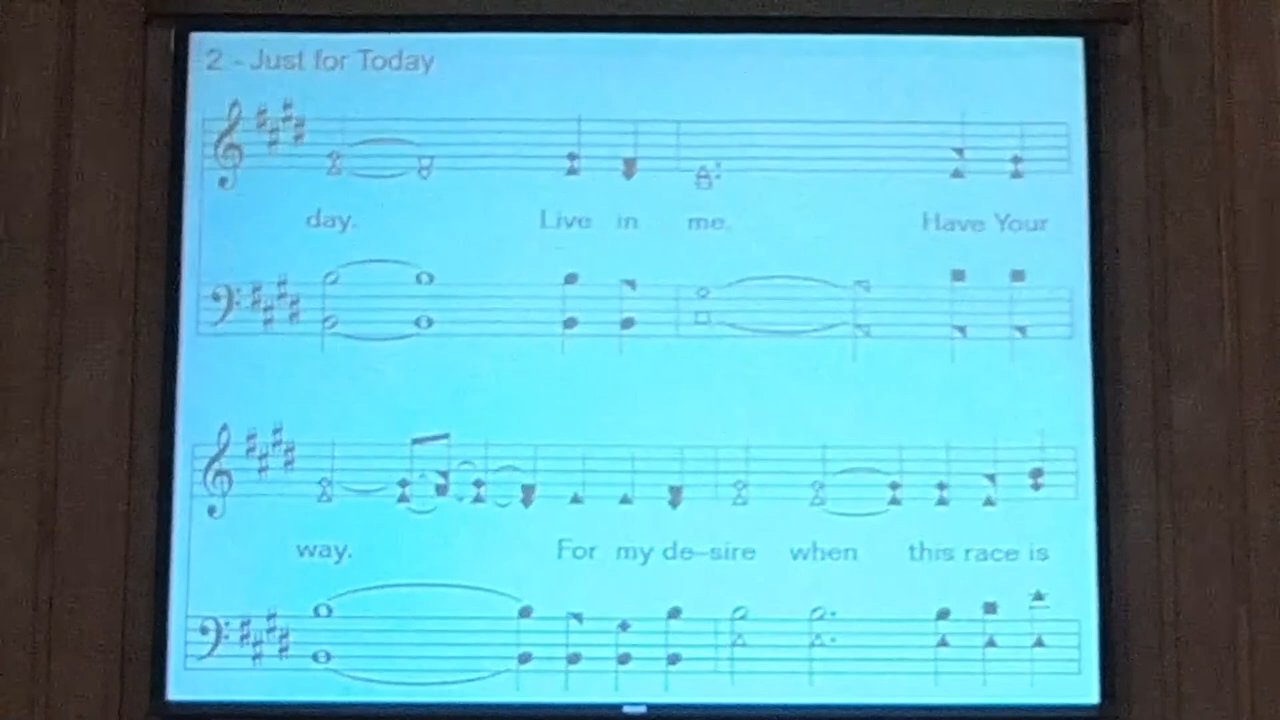 2 - Just for Today
day. Live in me. Have Your
way. For my de-sire when this race is